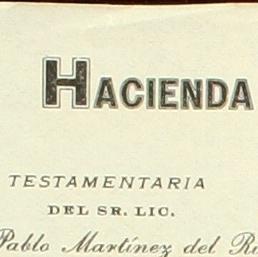 HACIENDA
TESTAMENTARIA
DEL SR. LIC.
Pablo Martínez del